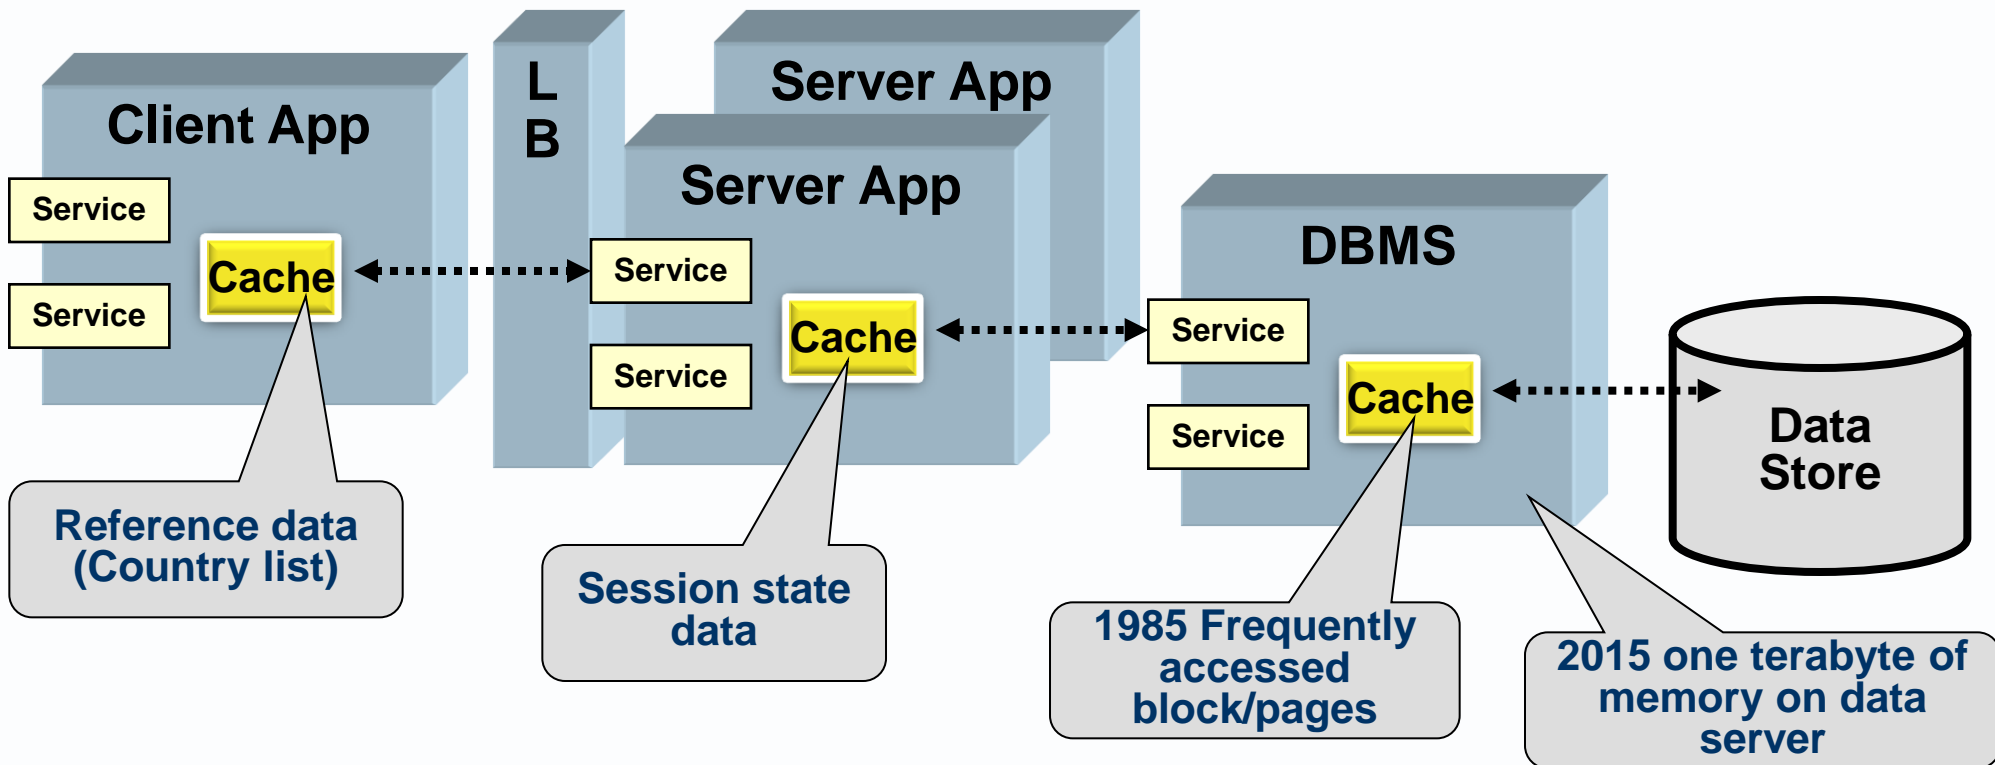 Client App
Service
Service
Cache
Reference data
(Country list)
L
B
Server App
Server App
Service
Service
Cache
Session state
data
DBMS
Service
Service
Cache
1985 Frequently
accessed
block/pages
2015 one terabyte of
memory on data
server
Data
Store